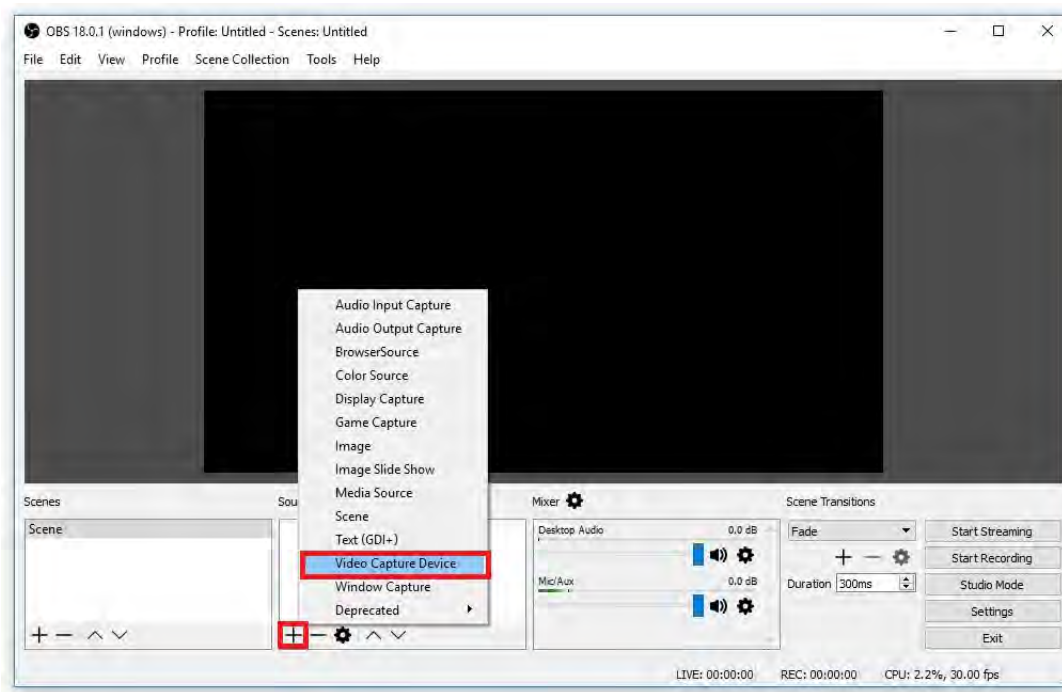 OBS 18.0.1 (windows) - Profile: Untitled - Scenes: Untitled
File Edit View Profile Scene Collection Tools Help
Audio Input Capture
Audio Output Capture
BrowserSource
Color Source
Display Capture
Game Capture
Image
Image Slide Show
Media Source
Scene
Text (GDI+)
Video Capture Device
Window Capture
Deprecated
Scenes
Scene
Sou
Mixer
Desktop Audio 0.0 dB
Mic/Aux 0.0 dB
Scene Transitions
Fade
Duration 300ms
Start Streaming
Start Recording
Studio Mode
Settings
Exit
LIVE: 00:00:00 REC: 00:00:00 CPU: 2.2%, 30.00 fps